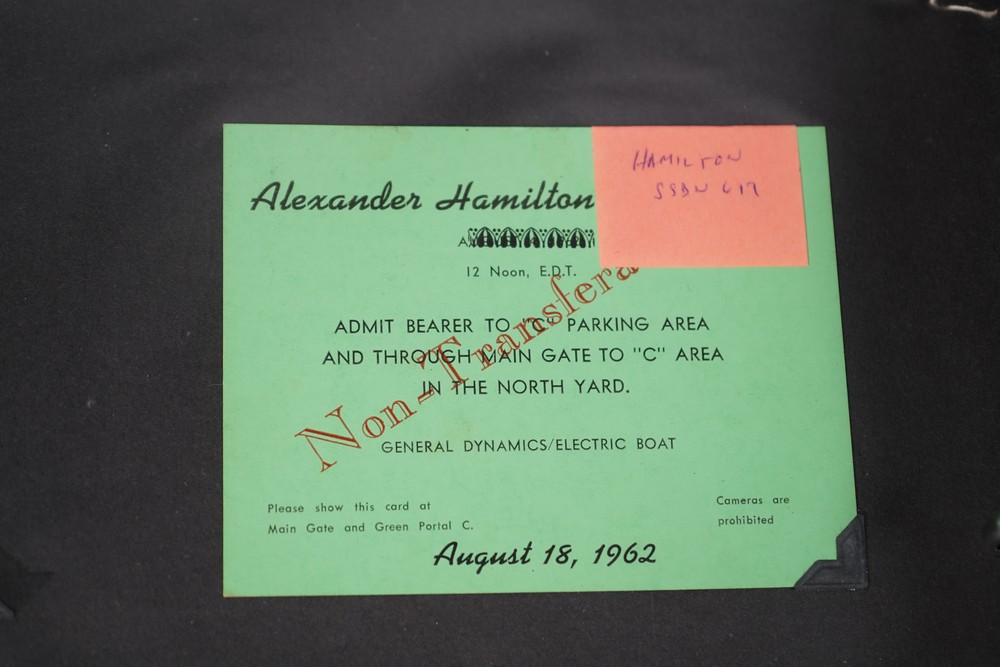 Alexander Hamilton
HAMILTON
SSBN 617
12 Noon, E.D.T.
ADMIT BEARER TO "C" PARKING AREA
AND THROUGH MAIN GATE TO "C" AREA
IN THE NORTH YARD.
Non-Transfera
GENERAL DYNAMICS/ELECTRIC BOAT
Please show this card at
Main Gate and Green Portal C.
Cameras are
prohibited
August 18, 1962